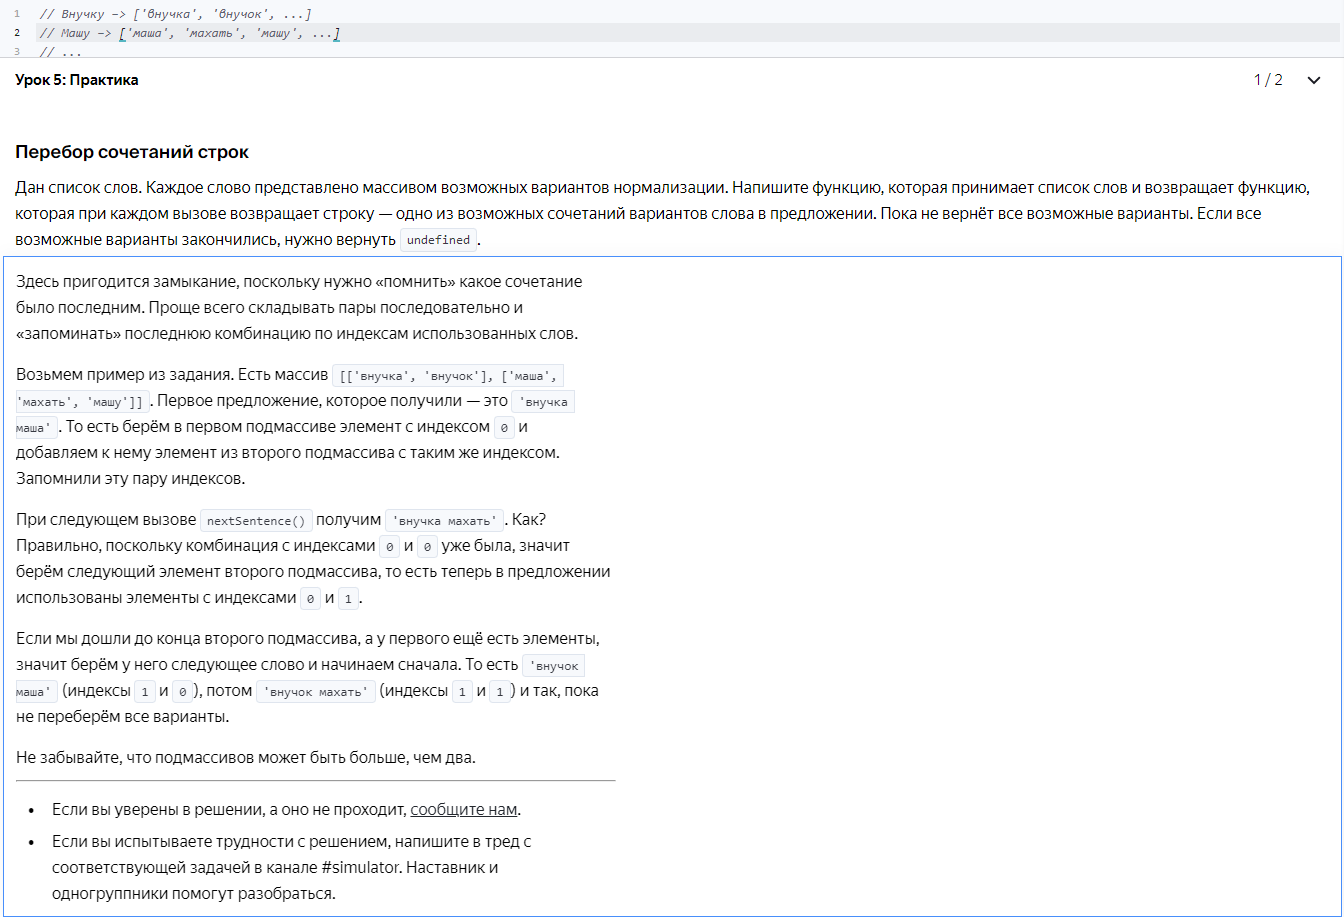 1 // Внучку –> ['внучка', 'внучок', ...]
2 // Машу –> ['маша', 'махать', 'машу', ...]
3 // ...
Урок 5: Практика 1 / 2
Перебор сочетаний строк
Дан список слов. Каждое слово представлено массивом возможных вариантов нормализации. Напишите функцию, которая принимает список слов и возвращает функцию,
которая при каждом вызове возвращает строку — одно из возможных сочетаний вариантов слова в предложении. Пока не вернёт все возможные варианты. Если все
возможные варианты закончились, нужно вернуть undefined.
Здесь пригодится замыкание, поскольку нужно «помнить» какое сочетание
было последним. Проще всего складывать пары последовательно и
«запоминать» последнюю комбинацию по индексам использованных слов.
Возьмем пример из задания. Есть массив [['внучка', 'внучок'], ['маша',
'махать', 'машу']]. Первое предложение, которое получили — это 'внучка
маша'. То есть берём в первом подмассиве элемент с индексом 0 и
добавляем к нему элемент из второго подмассива с таким же индексом.
Запомнили эту пару индексов.
При следующем вызове nextSentence() получим 'внучка махать'. Как?
Правильно, поскольку комбинация с индексами 0 и 0 уже была, значит
берём следующий элемент второго подмассива, то есть теперь в предложении
использованы элементы с индексами 0 и 1.
Если мы дошли до конца второго подмассива, а у первого ещё есть элементы,
значит берём у него следующее слово и начинаем сначала. То есть 'внучок
маша' (индексы 1 и 0), потом 'внучок махать' (индексы 1 и 1) и так, пока
не переберём все варианты.
Не забывайте, что подмассивов может быть больше, чем два.
• Если вы уверены в решении, а оно не проходит, сообщите нам.
• Если вы испытываете трудности с решением, напишите в тред с
соответствующей задачей в канале #simulator. Наставник и
одногруппники помогут разобраться.